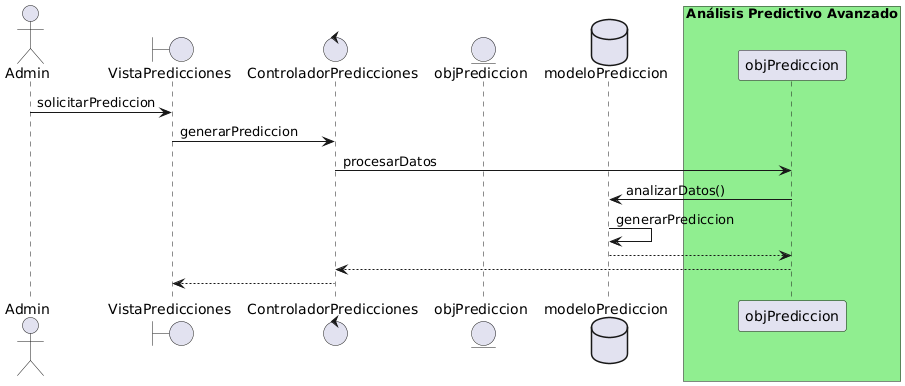 Análisis Predictivo Avanzado
Admin
VistaPredicciones
ControladorPredicciones
objPrediccion
modeloPrediccion
objPrediccion
solicitarPrediccion
generarPrediccion
procesarDatos
analizarDatos()
generarPrediccion
Admin
VistaPredicciones
ControladorPredicciones
objPrediccion
modeloPrediccion
objPrediccion